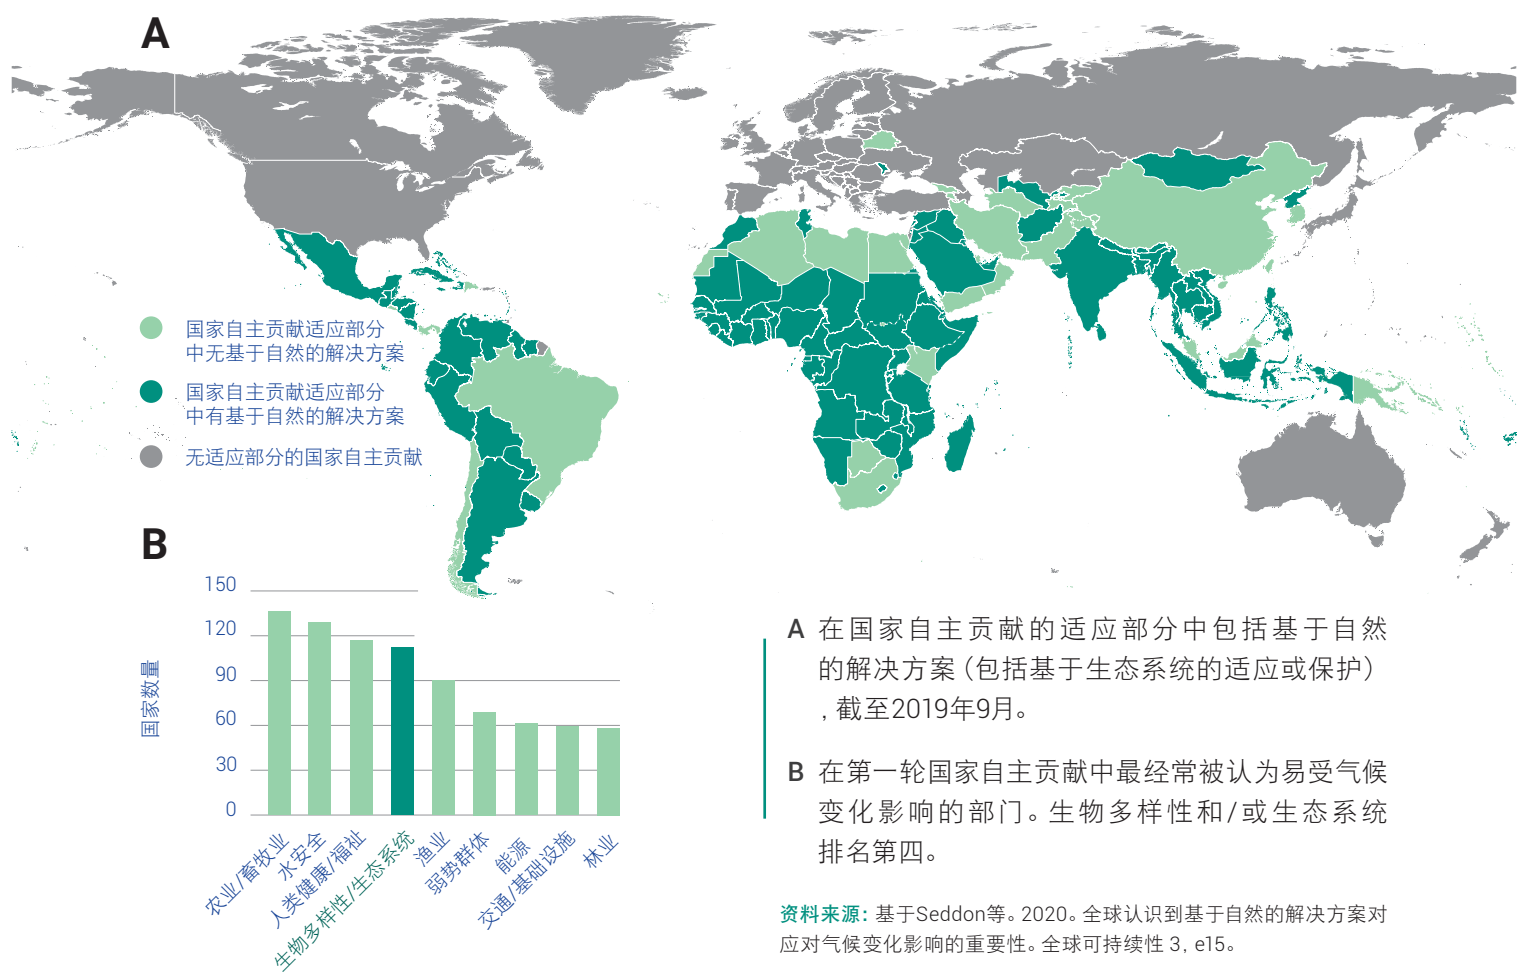 A
国家自主贡献适应部分
中无基于自然的解决方案
国家自主贡献适应部分
中有基于自然的解决方案
无适应部分的国家自主贡献
B
国家数量
150
120
90
60
30
0
农业/畜牧业
水安全
人类健康/福祉
生物多样性/生态系统
渔业
弱势群体
能源
交通/基础设施
林业
A 在国家自主贡献的适应部分中包括基于自然
的解决方案（包括基于生态系统的适应或保护）
，截至2019年9月。
B 在第一轮国家自主贡献中最经常被认为易受气候
变化影响的部门。生物多样性和/或生态系统
排名第四。
资料来源：基于Seddon等。2020。全球认识到基于自然的解决方案对
应对气候变化影响的重要性。全球可持续性 3，e15。